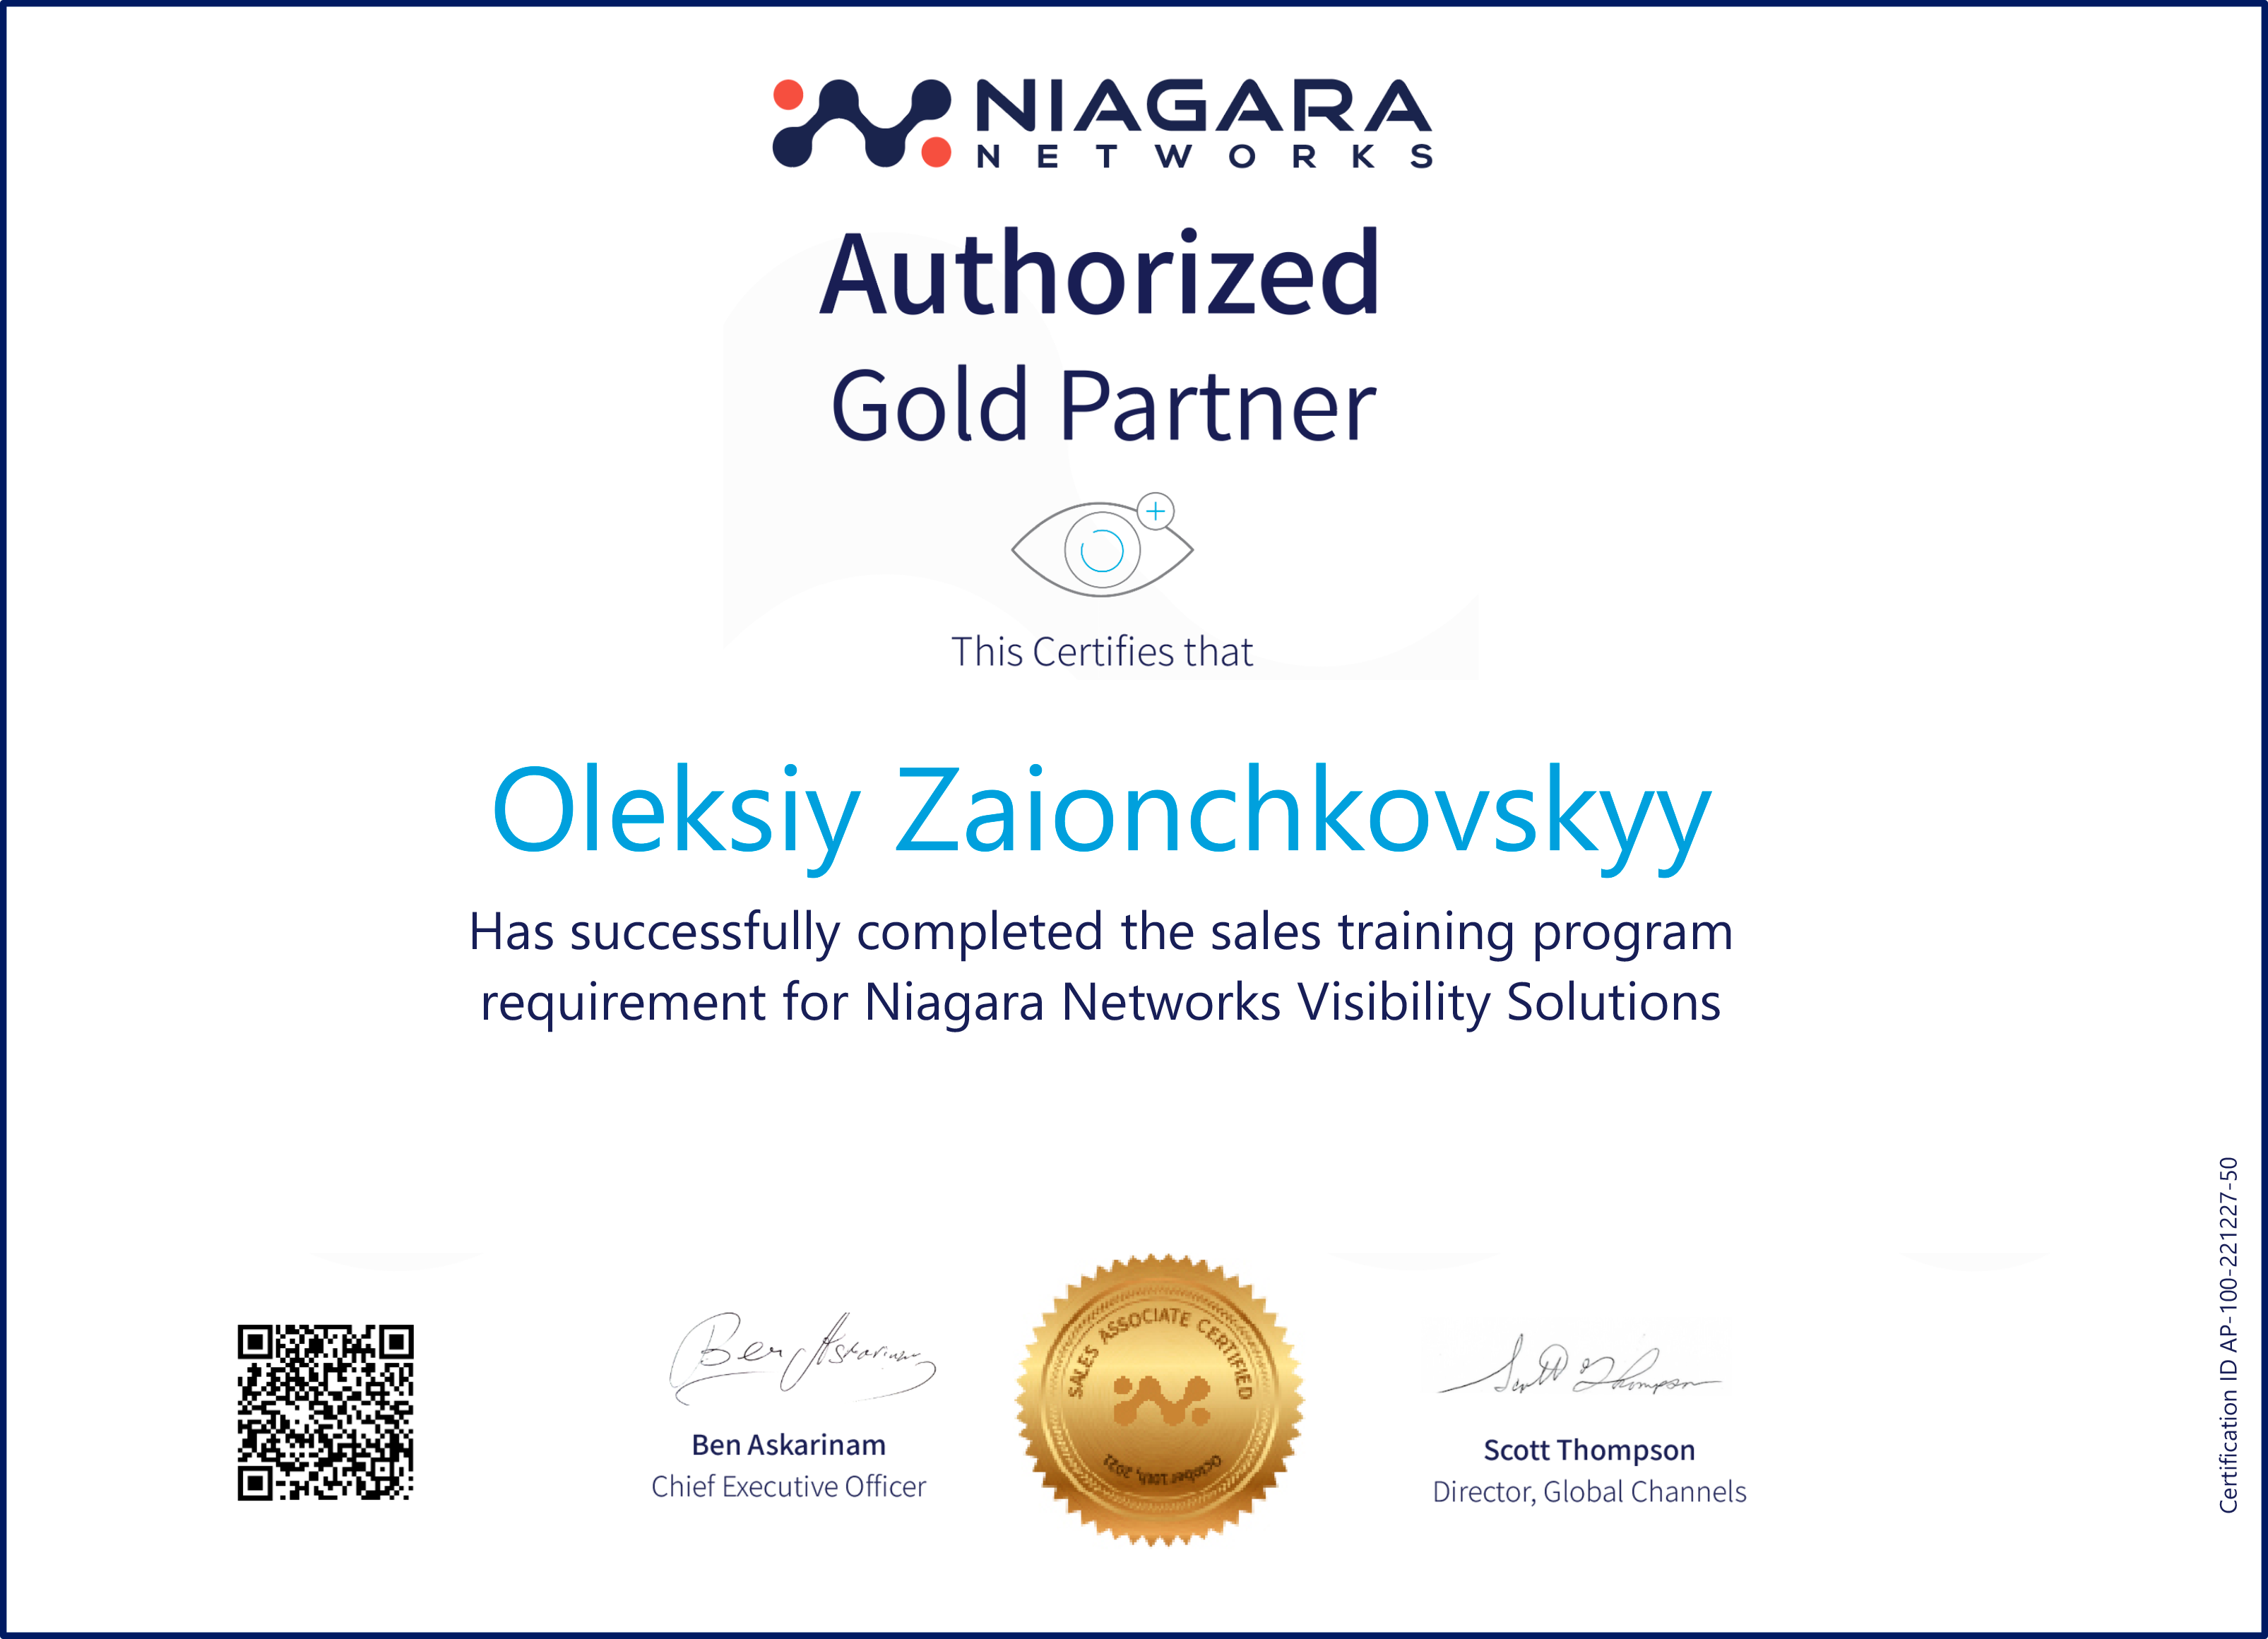 NIAGARA
NETWORKS
Authorized
Gold Partner
This Certifies that
Oleksiy Zaionchkovskyy
Has successfully completed the sales training program
requirement for Niagara Networks Visibility Solutions
Ben Askarinam
Ben Askarinam
Chief Executive Officer
SALES ASSOCIATE CERTIFIED
October 10th, 2021
Scott Thompson
Scott Thompson
Director, Global Channels
Certification ID AP-100-221227-50